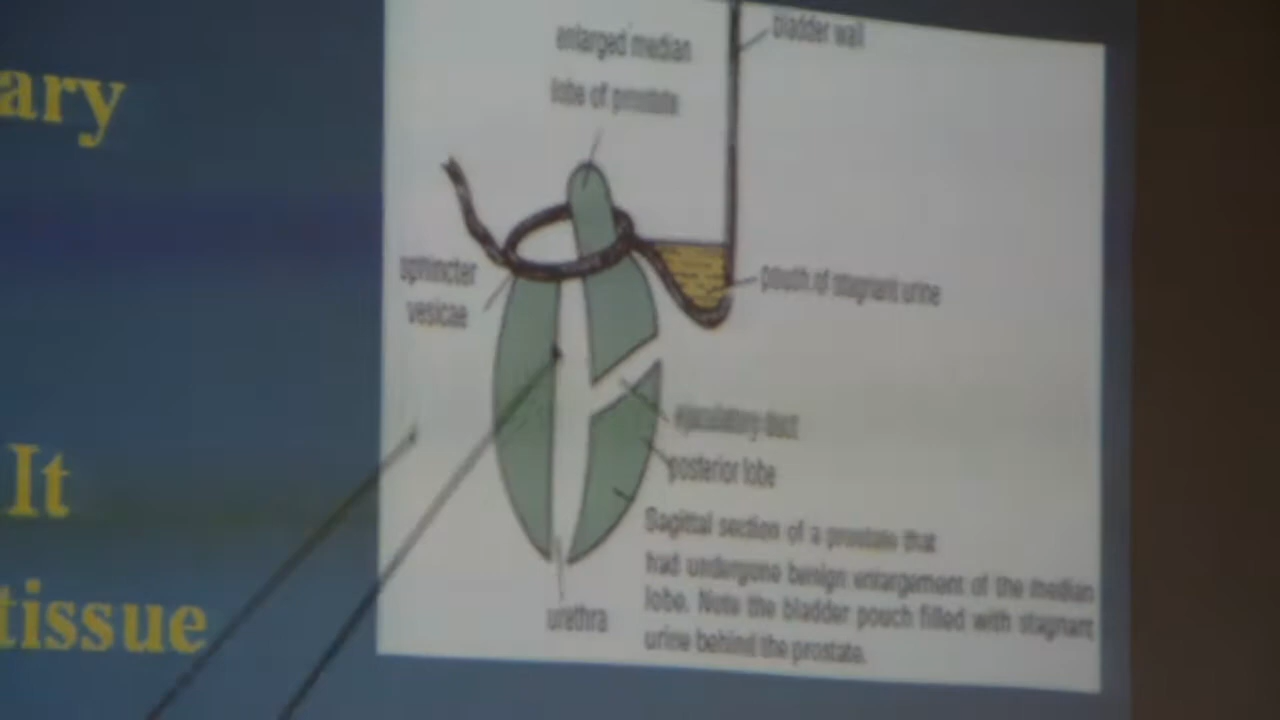 ary
It
tissue
enlarged median
lobe of prostate
bladder wall
sphincter
vesicae
pouch of stagnant urine
ejaculatory duct
posterior lobe
urethra
Sagittal section of a prostate that
had undergone benign enlargement of the median
lobe. Note the bladder pouch filled with stagnant
urine behind the prostate.